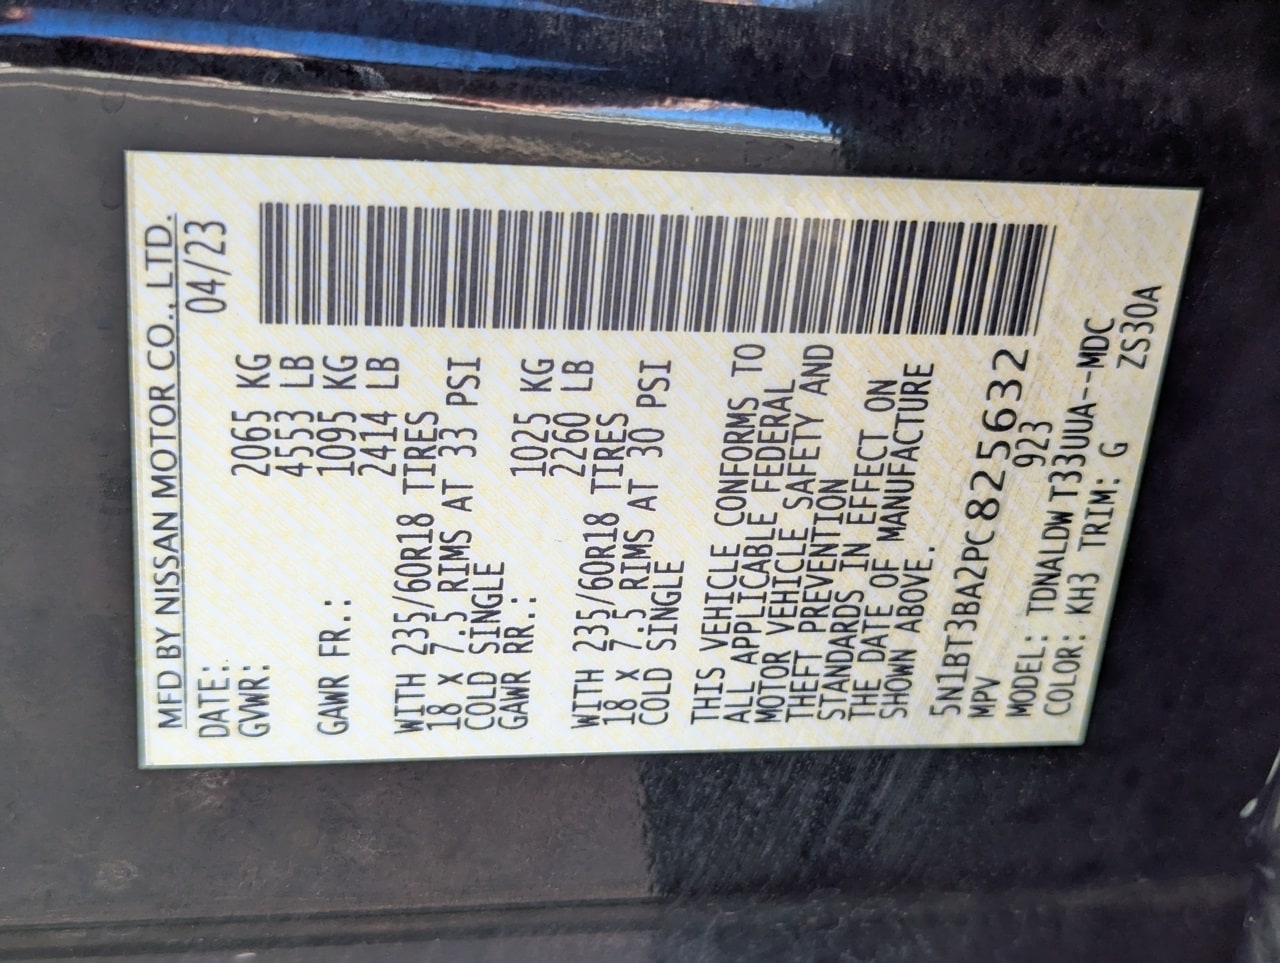 MFD BY NISSAN MOTOR CO., LTD.
DATE: 04/23
GVWR: 2065 KG
4553 LB
GAWR FR.: 1095 KG
2414 LB
WITH 235/60R18 TIRES
18 X 7.5 RIMS AT 33 PSI
COLD SINGLE
GAWR RR.: 1025 KG
2260 LB
WITH 235/60R18 TIRES
18 X 7.5 RIMS AT 30 PSI
COLD SINGLE
THIS VEHICLE CONFORMS TO
ALL APPLICABLE FEDERAL
MOTOR VEHICLE SAFETY AND
THEFT PREVENTION
STANDARDS IN EFFECT ON
THE DATE OF MANUFACTURE
SHOWN ABOVE.
5N1BT3BA2PC825632
MPV 923
MODEL: TDNALDW T33UUA--MDC
COLOR: KH3 TRIM: G ZS30A